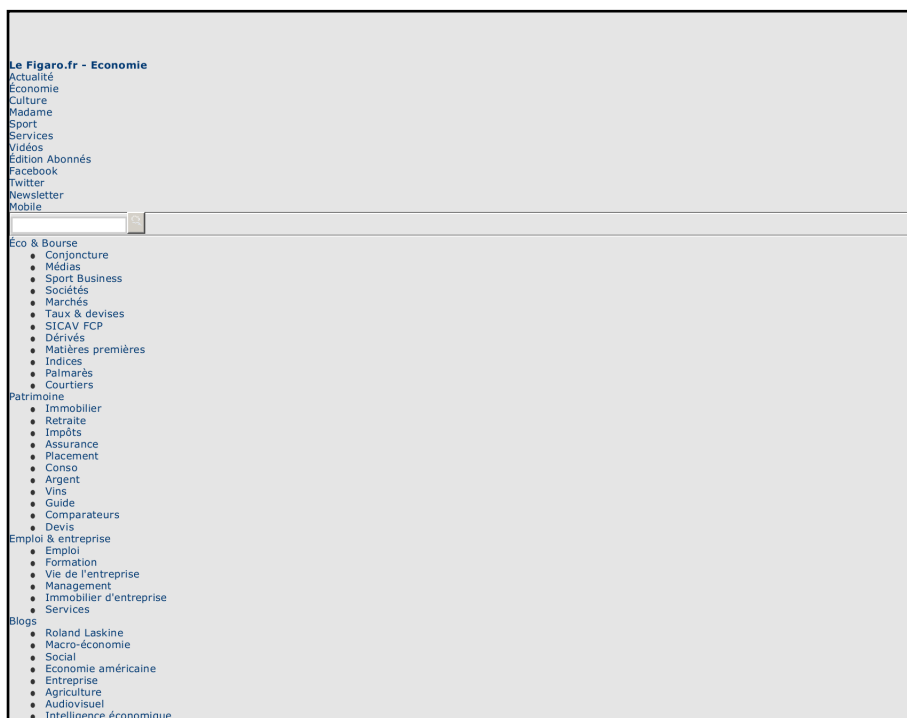 Le Figaro.fr - Economie
Actualité
Économie
Culture
Madame
Sport
Services
Vidéos
Édition Abonnés
Facebook
Twitter
Newsletter
Mobile
Éco & Bourse
Conjoncture
Médias
Sport Business
Sociétés
Marchés
Taux & devises
SICAV FCP
Dérivés
Matières premières
Indices
Palmarès
Courtiers
Patrimoine
Immobilier
Retraite
Impôts
Assurance
Placement
Conso
Argent
Vins
Guide
Comparateurs
Devis
Emploi & entreprise
Emploi
Formation
Vie de l'entreprise
Management
Immobilier d'entreprise
Services
Blogs
Roland Laskine
Macro-économie
Social
Economie américaine
Entreprise
Agriculture
Audiovisuel
Intelligence économique